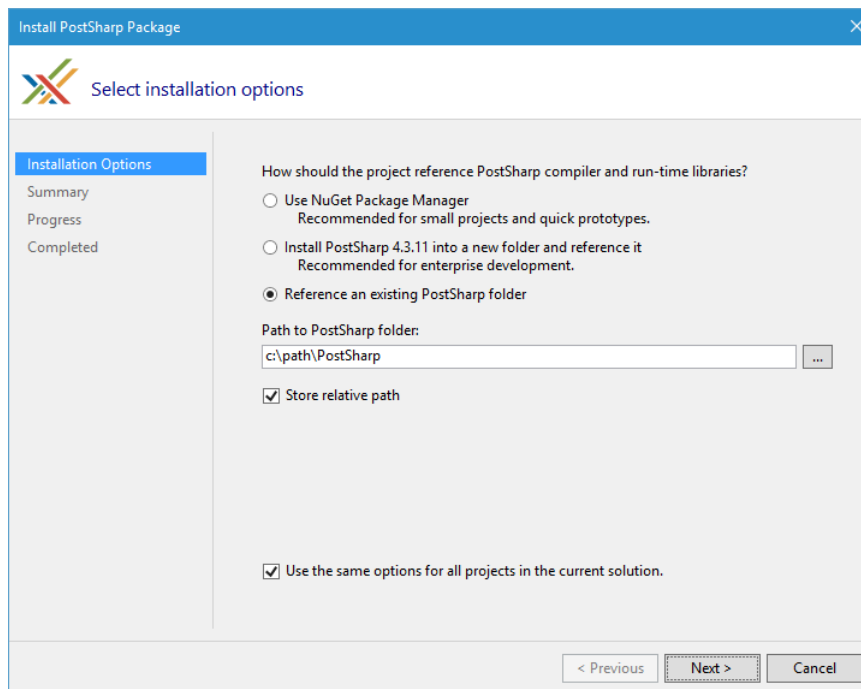 Install PostSharp Package
Select installation options
Installation Options
Summary
Progress
Completed
How should the project reference PostSharp compiler and run-time libraries?
Use NuGet Package Manager
Recommended for small projects and quick prototypes.
Install PostSharp 4.3.11 into a new folder and reference it
Recommended for enterprise development.
Reference an existing PostSharp folder
Path to PostSharp folder:
c:\path\PostSharp
...
Store relative path
Use the same options for all projects in the current solution.
< Previous
Next >
Cancel